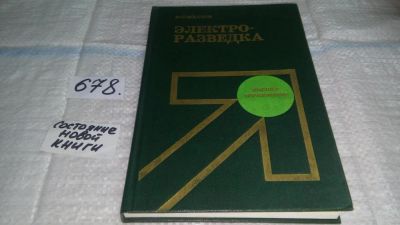 ЭЛЕКТРО-
РАЗВЕДКА
678.
состояние
новой
книги